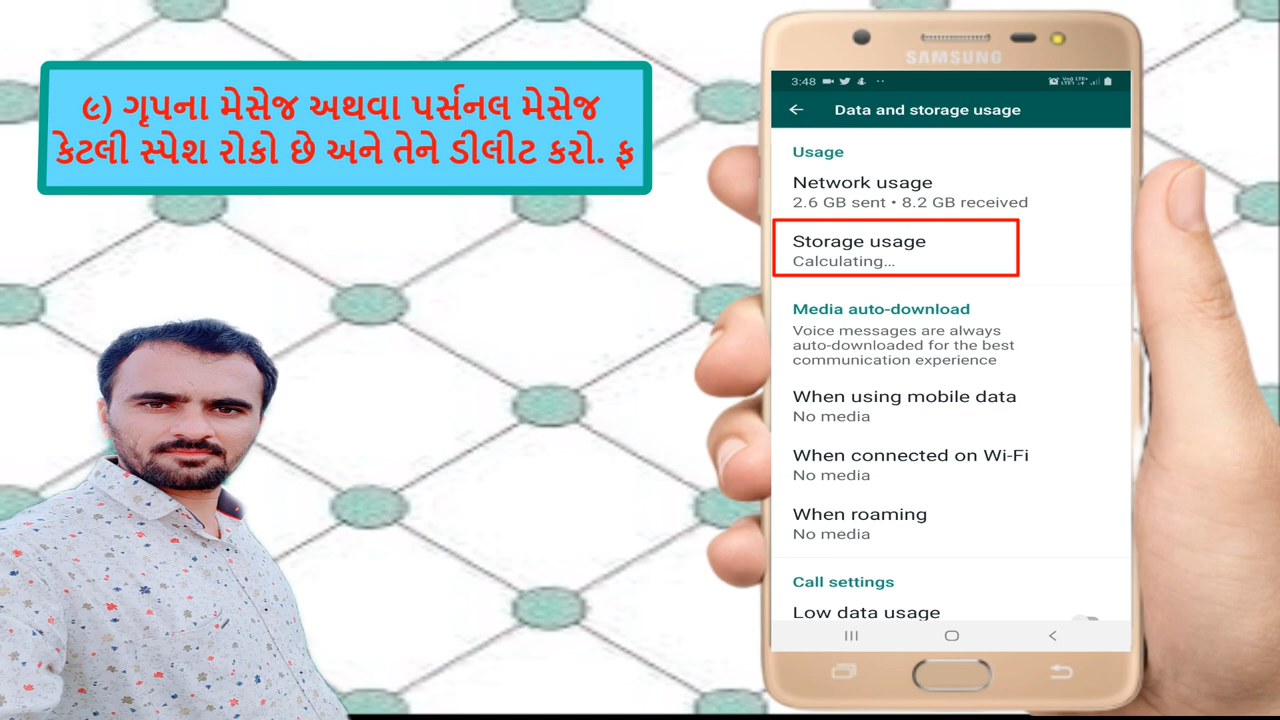 ૯) ગૃપના મેસેજ અથવા પર્સનલ મેસેજ
કેટલી સ્પેશ રોકો છે અને તેને ડીલીટ કરો. ફ
SAMSUNG
3:48
Data and storage usage
Usage
Network usage
2.6 GB sent • 8.2 GB received
Storage usage
Calculating...
Media auto-download
Voice messages are always
auto-downloaded for the best
communication experience
When using mobile data
No media
When connected on Wi-Fi
No media
When roaming
No media
Call settings
Low data usage